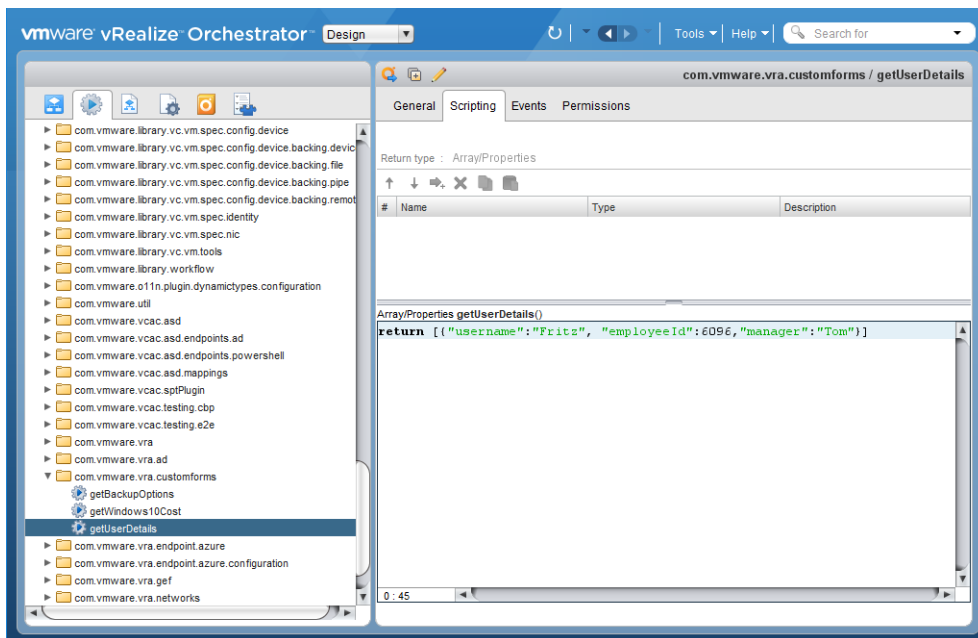 vmware vRealize™ Orchestrator™ Design
Tools Help Search for
com.vmware.library.vc.vm.spec.config.device
com.vmware.library.vc.vm.spec.config.device.backing.devic
com.vmware.library.vc.vm.spec.config.device.backing.file
com.vmware.library.vc.vm.spec.config.device.backing.pipe
com.vmware.library.vc.vm.spec.config.device.backing.remot
com.vmware.library.vc.vm.spec.identity
com.vmware.library.vc.vm.spec.nic
com.vmware.library.vc.vm.tools
com.vmware.library.workflow
com.vmware.o11n.plugin.dynamictypes.configuration
com.vmware.util
com.vmware.vcac.asd
com.vmware.vcac.asd.endpoints.ad
com.vmware.vcac.asd.endpoints.powershell
com.vmware.vcac.asd.mappings
com.vmware.vcac.sptPlugin
com.vmware.vcac.testing.cbp
com.vmware.vcac.testing.e2e
com.vmware.vra
com.vmware.vra.ad
com.vmware.vra.customforms
getBackupOptions
getWindows10Cost
getUserDetails
com.vmware.vra.endpoint.azure
com.vmware.vra.endpoint.azure.configuration
com.vmware.vra.gef
com.vmware.vra.networks
com.vmware.vra.customforms / getUserDetails
General Scripting Events Permissions
Return type : Array/Properties
# Name Type Description
Array/Properties getUserDetails()
return [{"username":"Fritz", "employeeId":6096,"manager":"Tom"}]
0 : 45